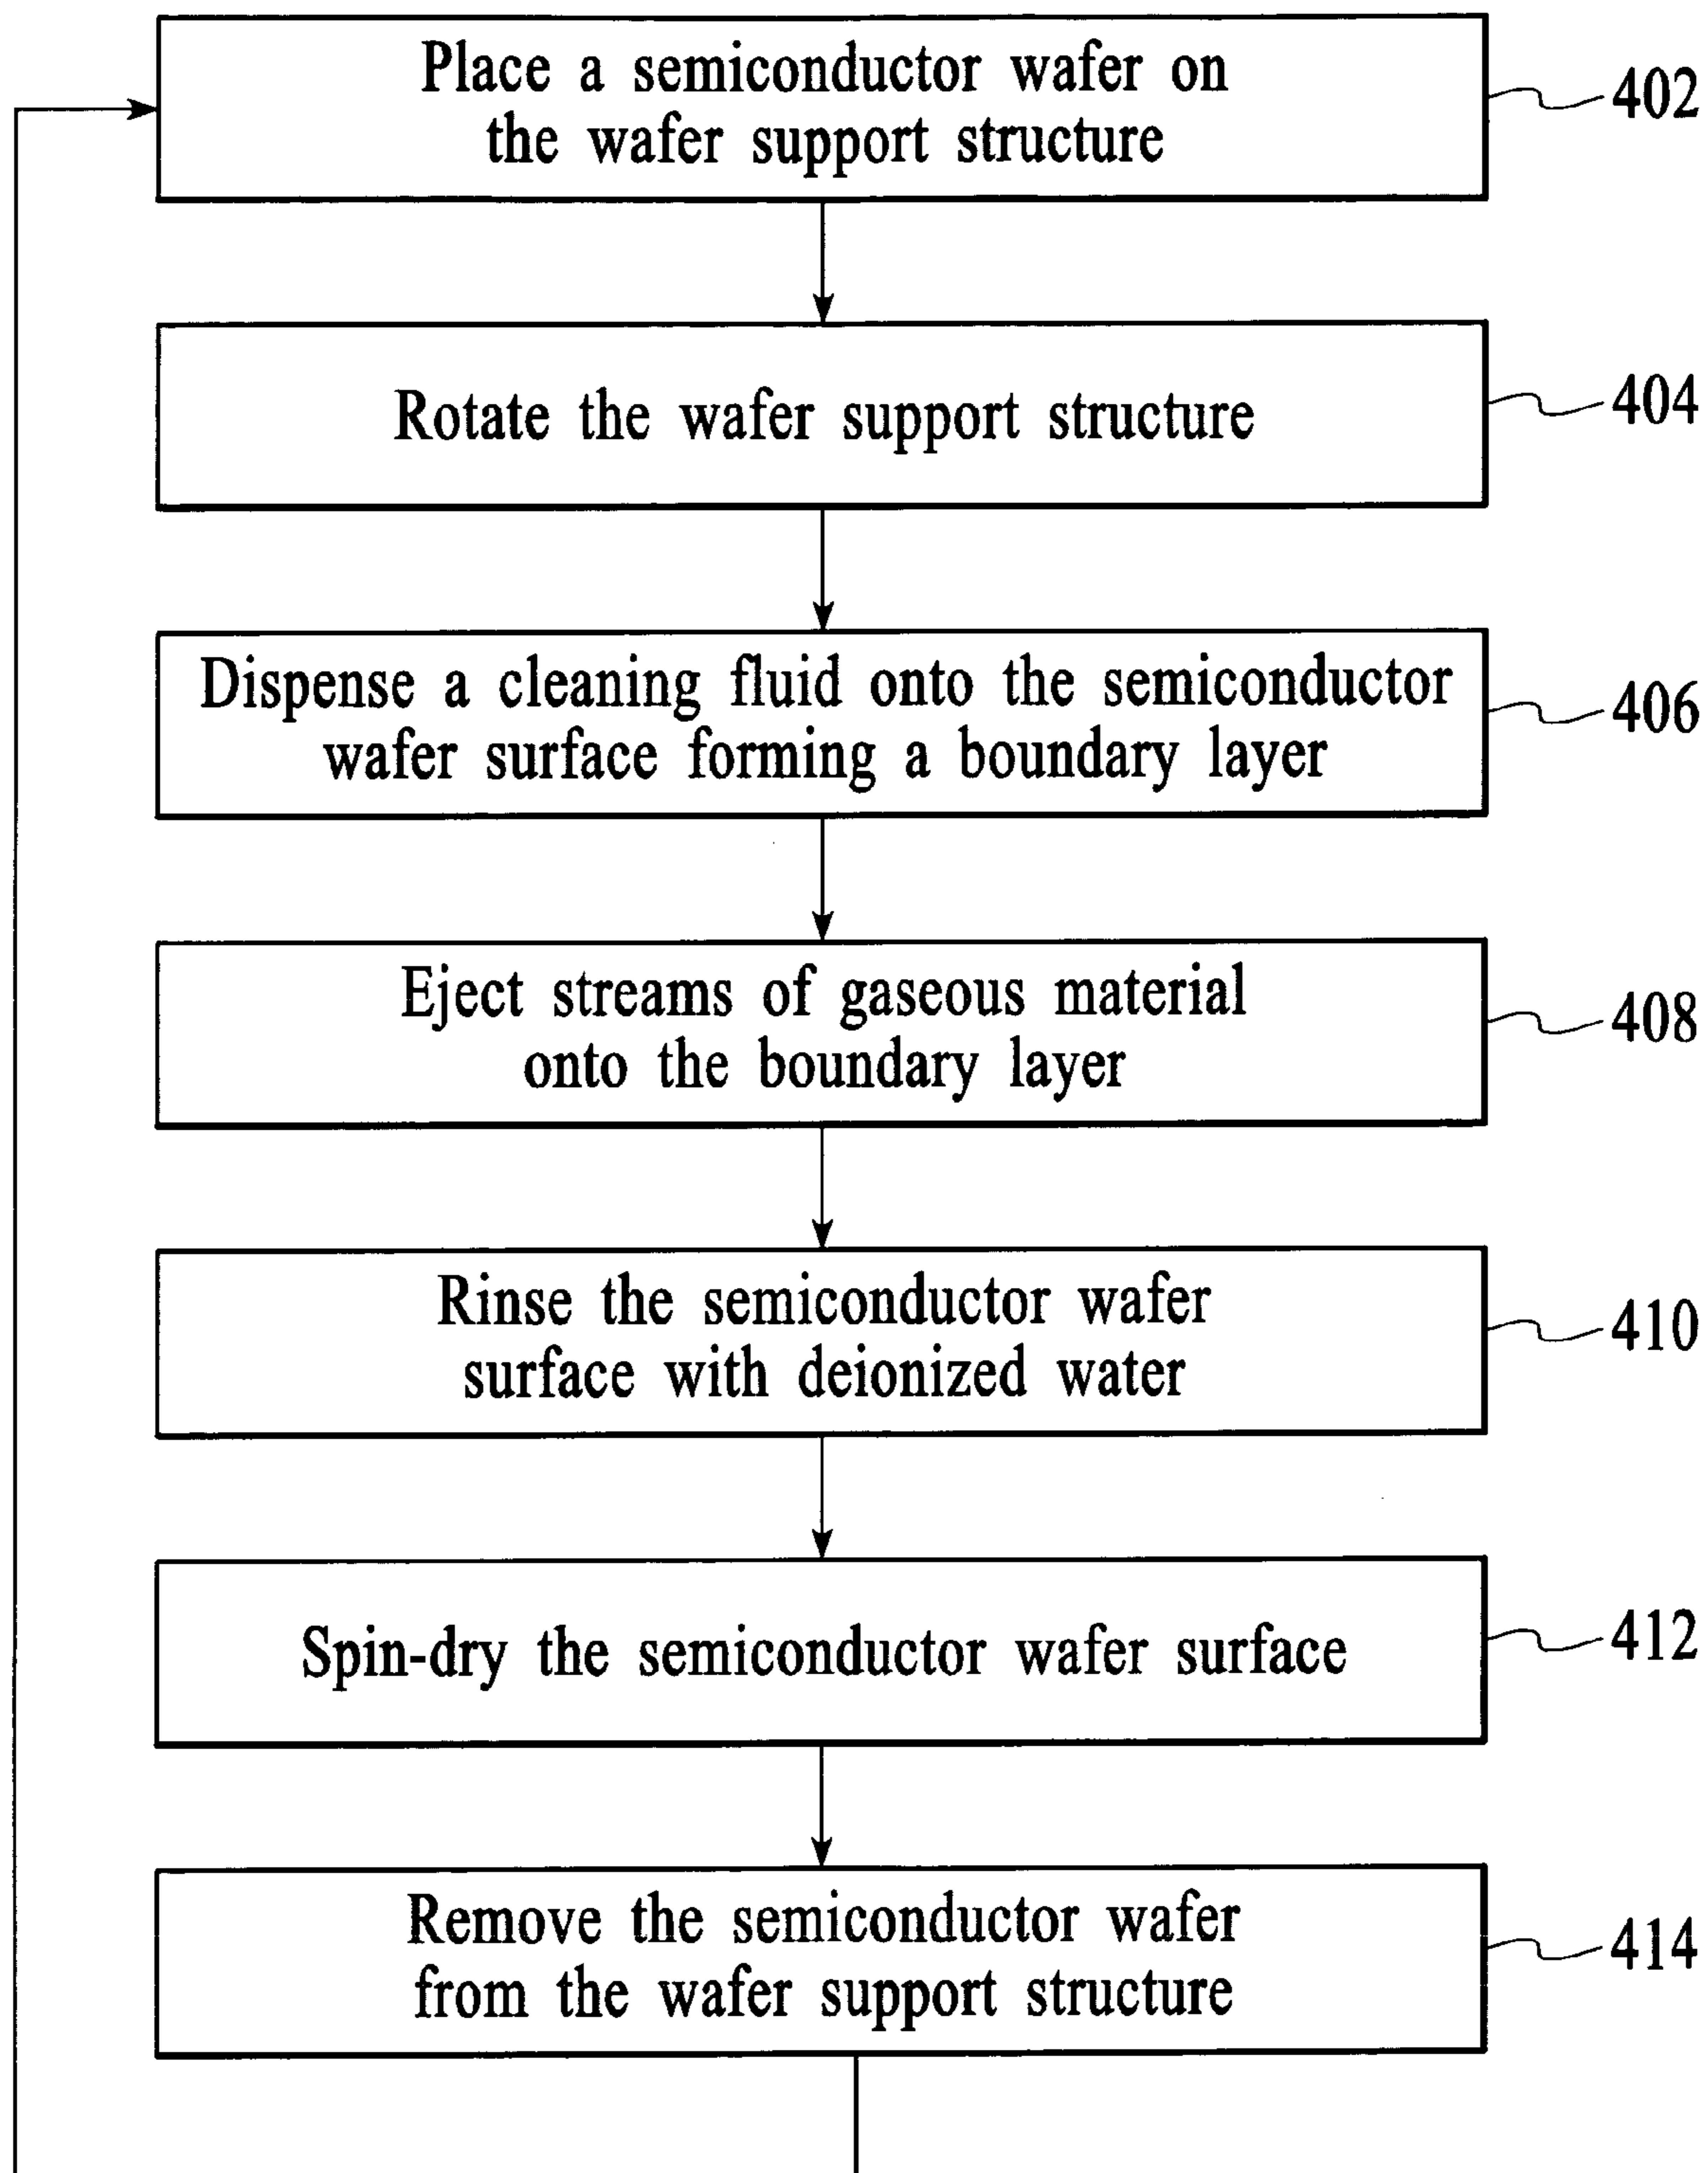 Place a semiconductor wafer on
the wafer support structure
402
Rotate the wafer support structure
404
Dispense a cleaning fluid onto the semiconductor
wafer surface forming a boundary layer
406
Eject streams of gaseous material
onto the boundary layer
408
Rinse the semiconductor wafer
surface with deionized water
410
Spin-dry the semiconductor wafer surface
412
Remove the semiconductor wafer
from the wafer support structure
414